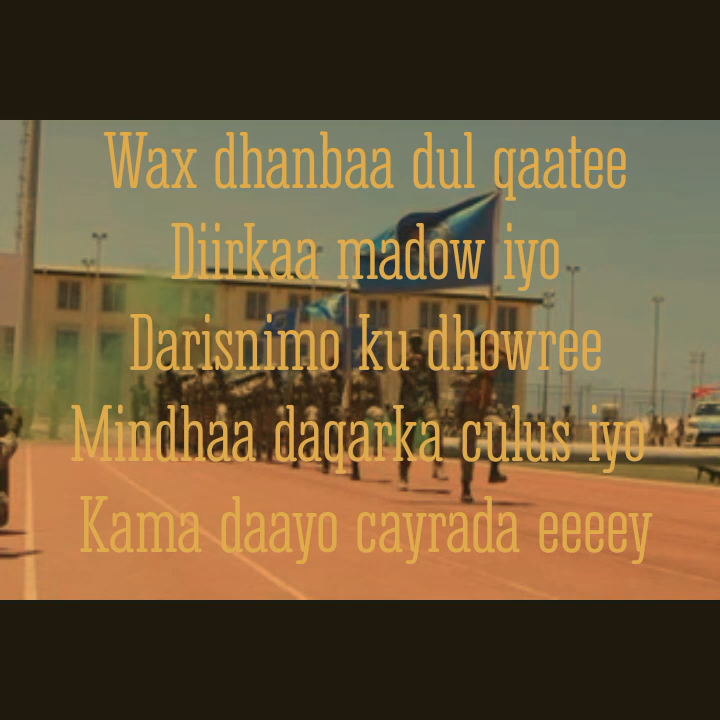 Wax dhanbaa dul qaatee
Diirkaa madow iyo
Darisnimo ku dhowree
Mindhaa daqarka culus iyo
Kama daayo cayrada eeeey